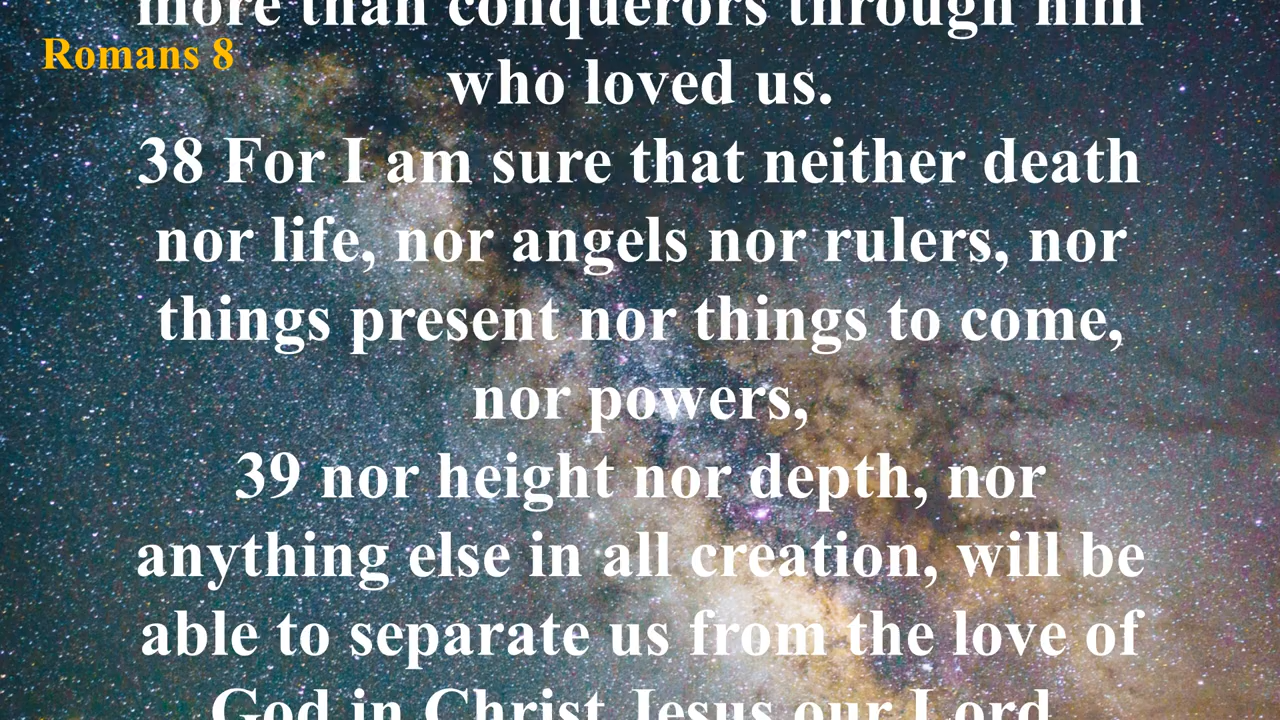 more than conquerors through him
Romans 8
who loved us.
38 For I am sure that neither death
nor life, nor angels nor rulers, nor
things present nor things to come,
nor powers,
39 nor height nor depth, nor
anything else in all creation, will be
able to separate us from the love of
God in Christ Jesus our Lord